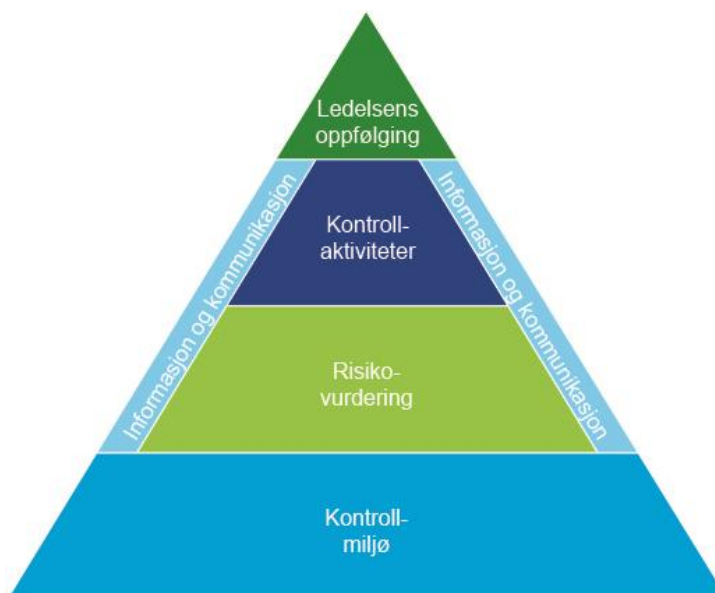 Ledelsens
oppfølging
Informasjon og kommunikasjon
Informasjon og kommunikasjon
Kontroll-
aktiviteter
Risiko-
vurdering
Kontroll-
miljø